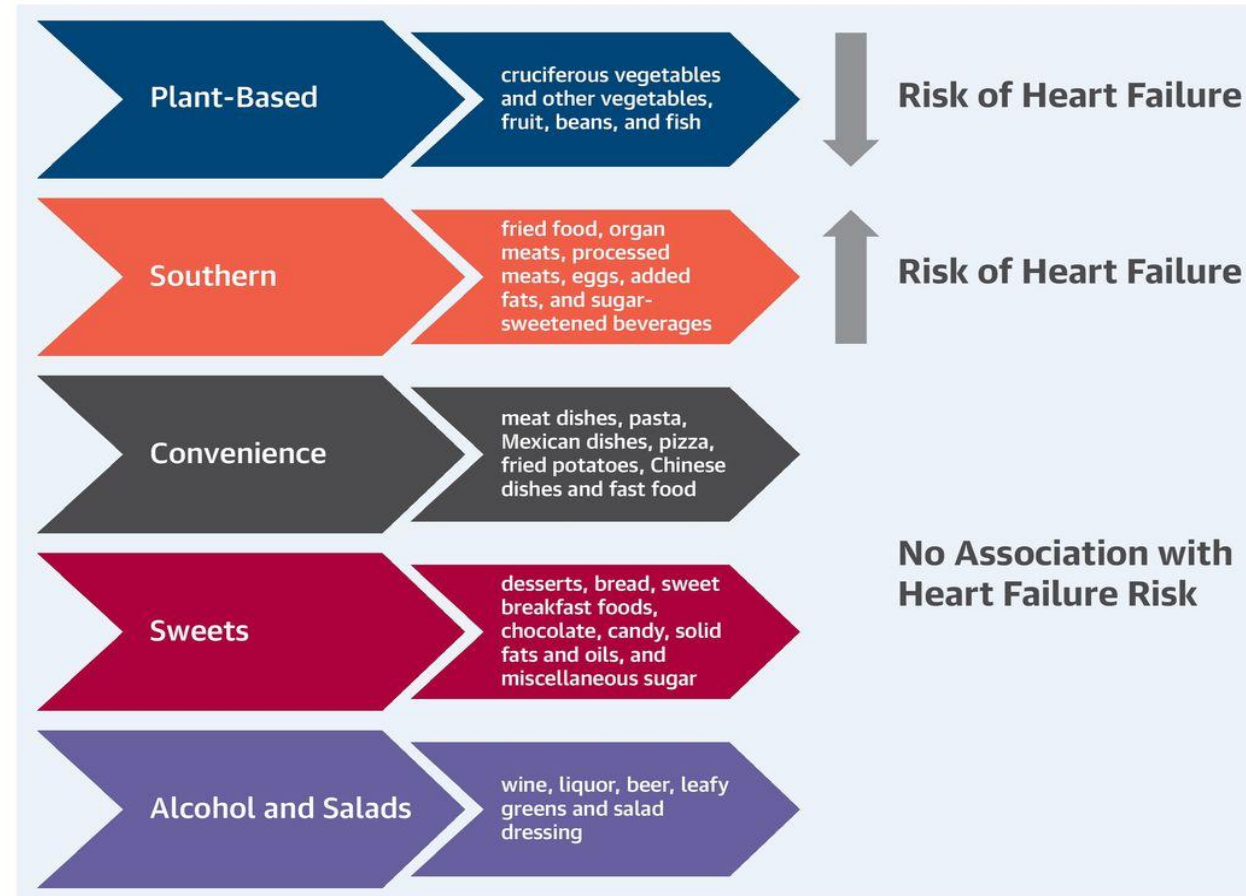 Plant-Based
cruciferous vegetables
and other vegetables,
fruit, beans, and fish
Risk of Heart Failure
Southern
fried food, organ
meats, processed
meats, eggs, added
fats, and sugar-
sweetened beverages
Risk of Heart Failure
Convenience
meat dishes, pasta,
Mexican dishes, pizza,
fried potatoes, Chinese
dishes and fast food
No Association with
Heart Failure Risk
Sweets
desserts, bread, sweet
breakfast foods,
chocolate, candy, solid
fats and oils, and
miscellaneous sugar
Alcohol and Salads
wine, liquor, beer, leafy
greens and salad
dressing